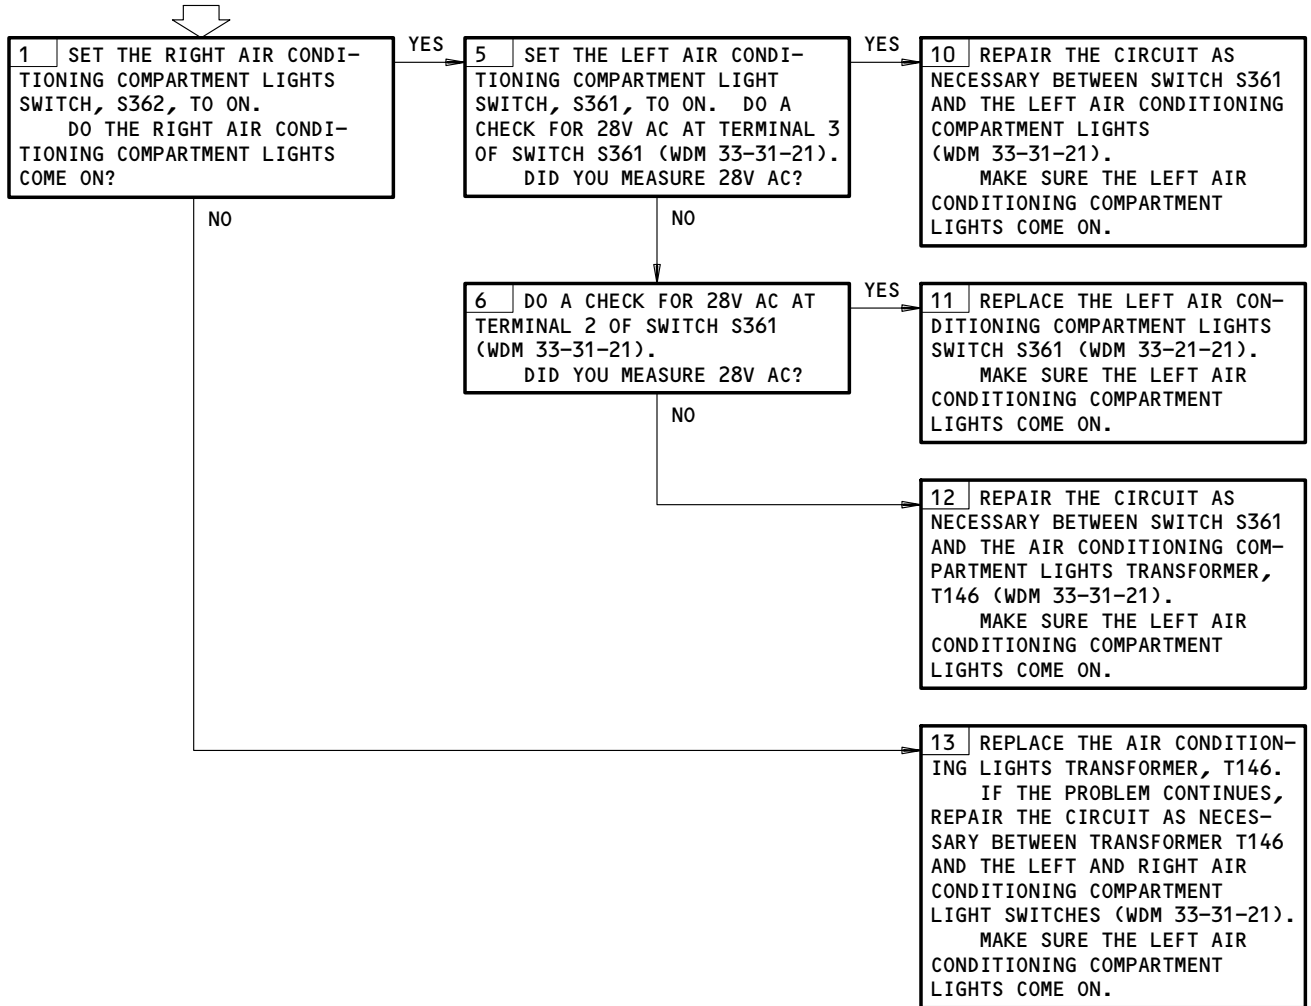 1 SET THE RIGHT AIR CONDI-
TIONING COMPARTMENT LIGHTS
SWITCH, S362, TO ON.
DO THE RIGHT AIR CONDI-
TIONING COMPARTMENT LIGHTS
COME ON?
YES
NO
5 SET THE LEFT AIR CONDI-
TIONING COMPARTMENT LIGHT
SWITCH, S361, TO ON. DO A
CHECK FOR 28V AC AT TERMINAL 3
OF SWITCH S361 (WDM 33-31-21).
DID YOU MEASURE 28V AC?
YES
NO
10 REPAIR THE CIRCUIT AS
NECESSARY BETWEEN SWITCH S361
AND THE LEFT AIR CONDITIONING
COMPARTMENT LIGHTS
(WDM 33-31-21).
MAKE SURE THE LEFT AIR
CONDITIONING COMPARTMENT
LIGHTS COME ON.
6 DO A CHECK FOR 28V AC AT
TERMINAL 2 OF SWITCH S361
(WDM 33-31-21).
DID YOU MEASURE 28V AC?
YES
NO
11 REPLACE THE LEFT AIR CON-
DITIONING COMPARTMENT LIGHTS
SWITCH S361 (WDM 33-21-21).
MAKE SURE THE LEFT AIR
CONDITIONING COMPARTMENT
LIGHTS COME ON.
12 REPAIR THE CIRCUIT AS
NECESSARY BETWEEN SWITCH S361
AND THE AIR CONDITIONING COM-
PARTMENT LIGHTS TRANSFORMER,
T146 (WDM 33-31-21).
MAKE SURE THE LEFT AIR
CONDITIONING COMPARTMENT
LIGHTS COME ON.
13 REPLACE THE AIR CONDITION-
ING LIGHTS TRANSFORMER, T146.
IF THE PROBLEM CONTINUES,
REPAIR THE CIRCUIT AS NECES-
SARY BETWEEN TRANSFORMER T146
AND THE LEFT AND RIGHT AIR
CONDITIONING COMPARTMENT
LIGHT SWITCHES (WDM 33-31-21).
MAKE SURE THE LEFT AIR
CONDITIONING COMPARTMENT
LIGHTS COME ON.